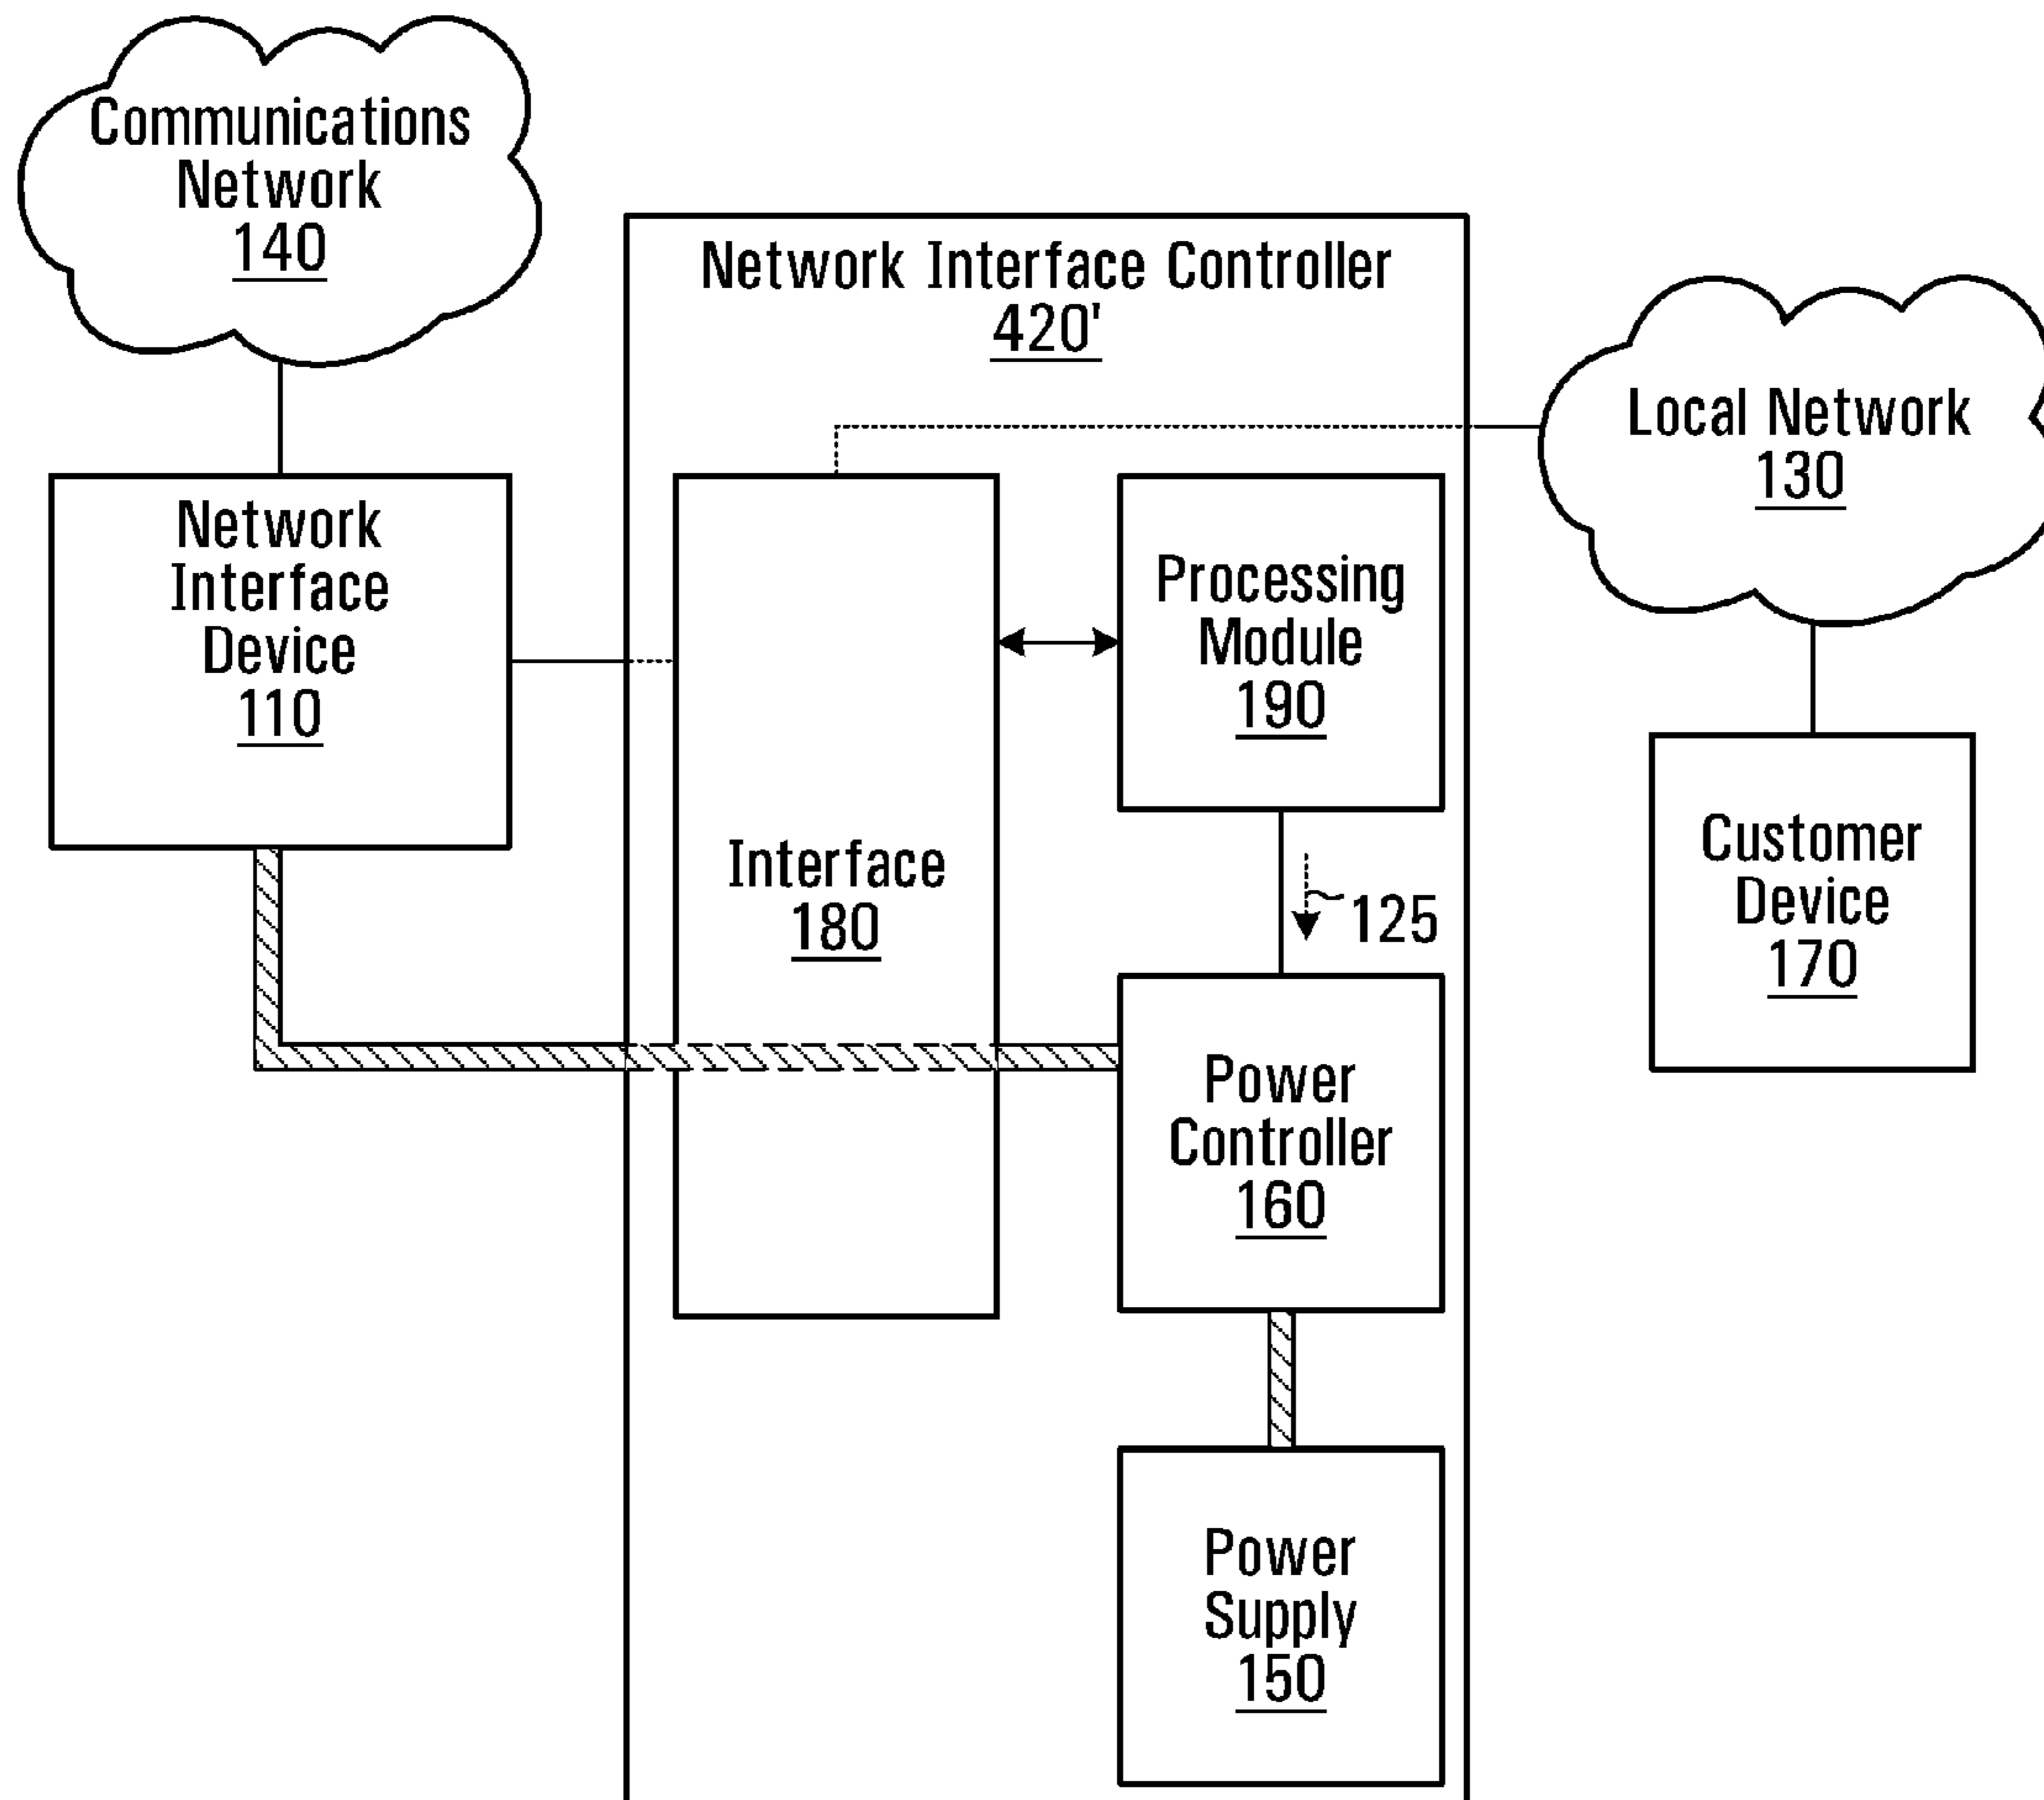 Communications
Network
140
Network Interface Controller
420'
Local Network
130
Network
Interface
Device
110
Processing
Module
190
Interface
180
125
Customer
Device
170
Power
Controller
160
Power
Supply
150